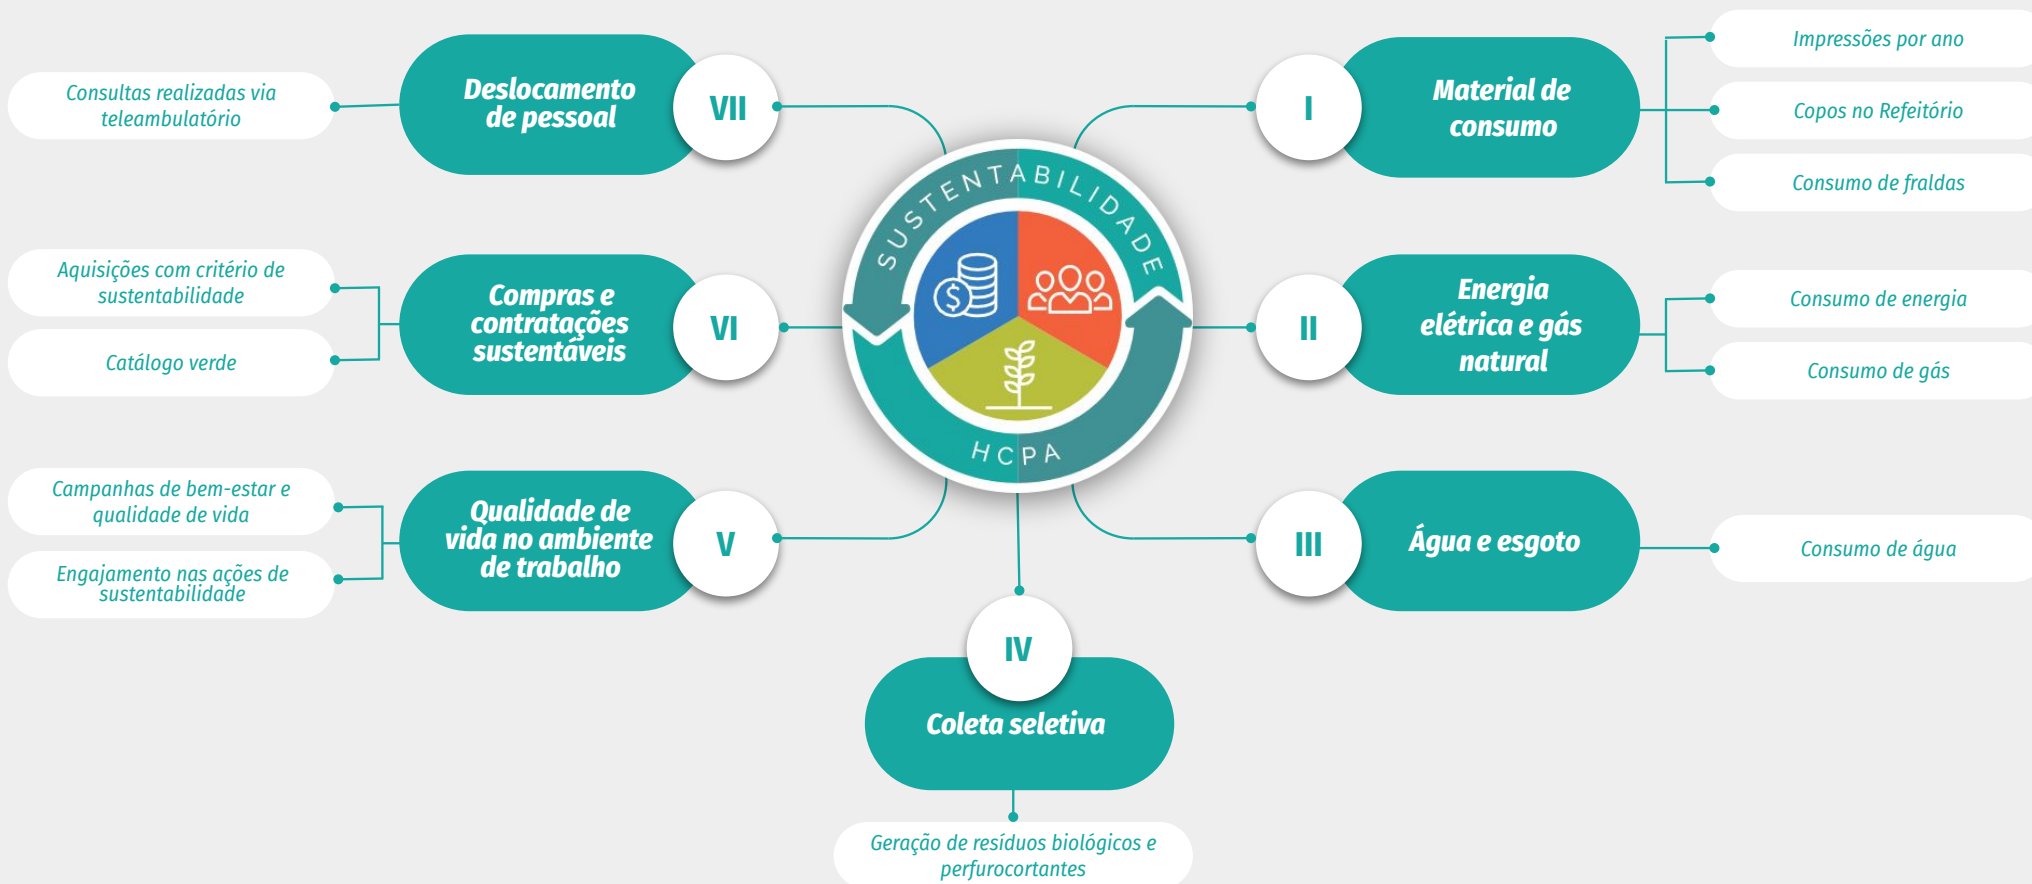 SUSTENTABILIDADE
HCPA
I
Material de
consumo
Impressões por ano
Copos no Refeitório
Consumo de fraldas
II
Energia
elétrica e gás
natural
Consumo de energia
Consumo de gás
III
Água e esgoto
Consumo de água
IV
Coleta seletiva
Geração de resíduos biológicos e
perfurocortantes
V
Qualidade de
vida no ambiente
de trabalho
Campanhas de bem-estar e
qualidade de vida
Engajamento nas ações de
sustentabilidade
VI
Compras e
contratações
sustentáveis
Aquisições com critério de
sustentabilidade
Catálogo verde
VII
Deslocamento
de pessoal
Consultas realizadas via
teleambulatório